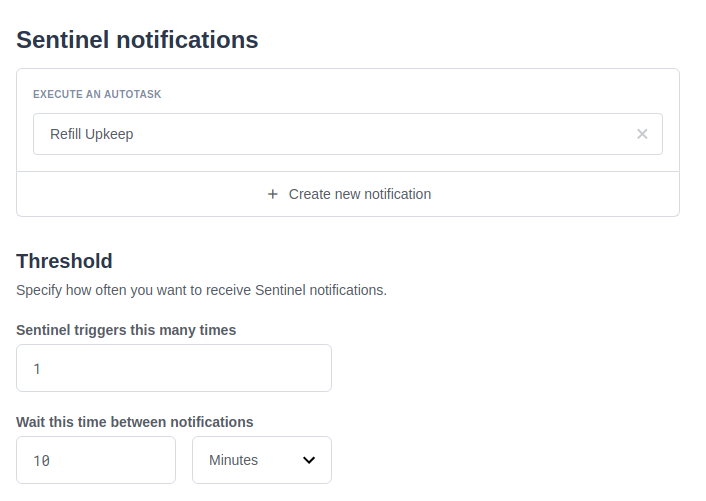 Sentinel notifications
EXECUTE AN AUTOTASK
Refill Upkeep
Create new notification
Threshold
Specify how often you want to receive Sentinel notifications.
Sentinel triggers this many times
1
Wait this time between notifications
10 Minutes